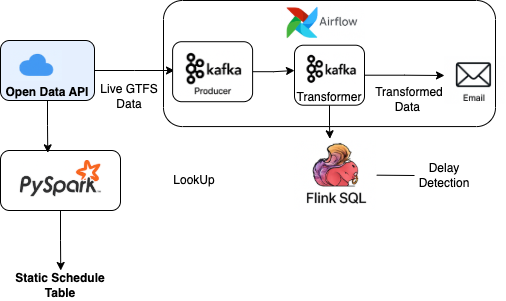 Airflow
kafka
Producer
kafka
Transformer
Open Data API
Live GTFS
Data
Transformed
Data
Email
PySpark
LookUp
Flink SQL
Delay
Detection
Static Schedule
Table